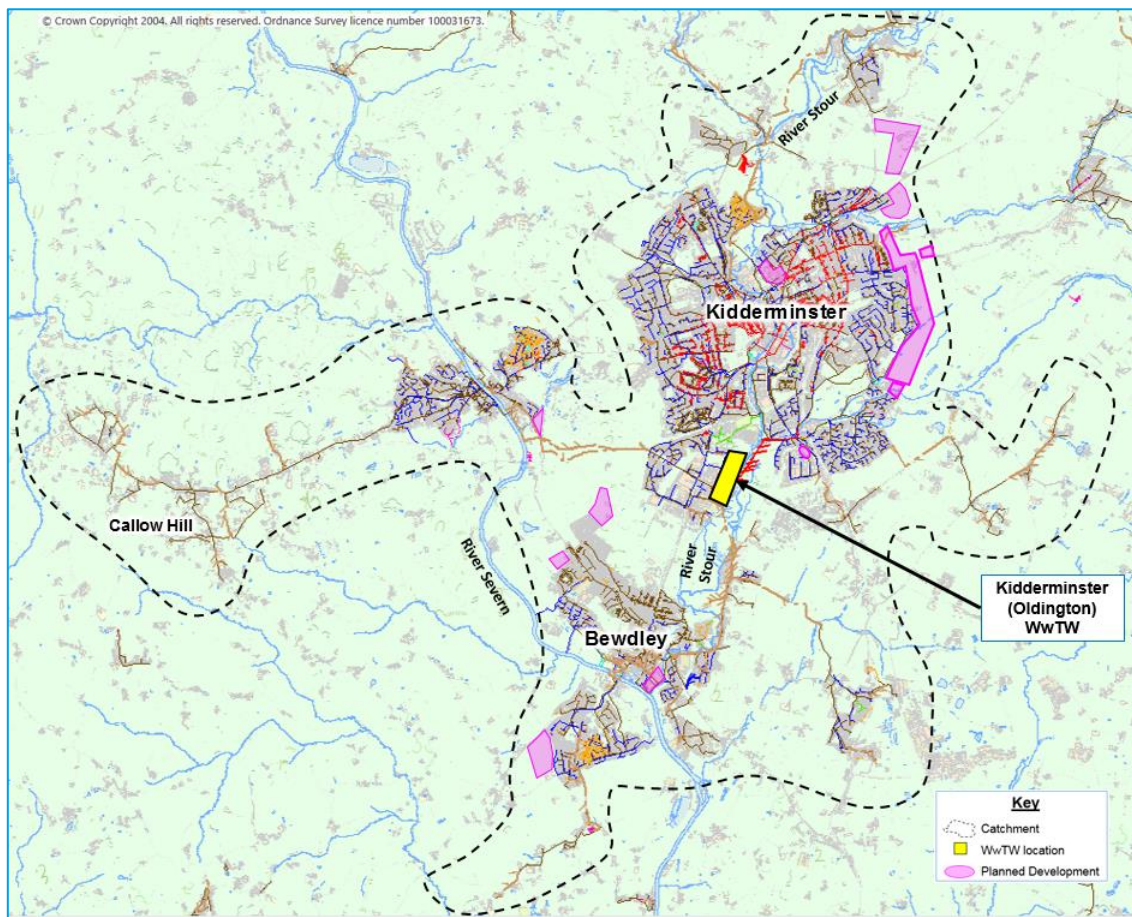 © Crown Copyright 2004. All rights reserved. Ordnance Survey licence number 100031673.
River Stour
Kidderminster
Callow Hill
River Severn
River
Stour
Bewdley
Kidderminster
(Oldington)
WwTW
Key
Catchment
WwTW location
Planned Development